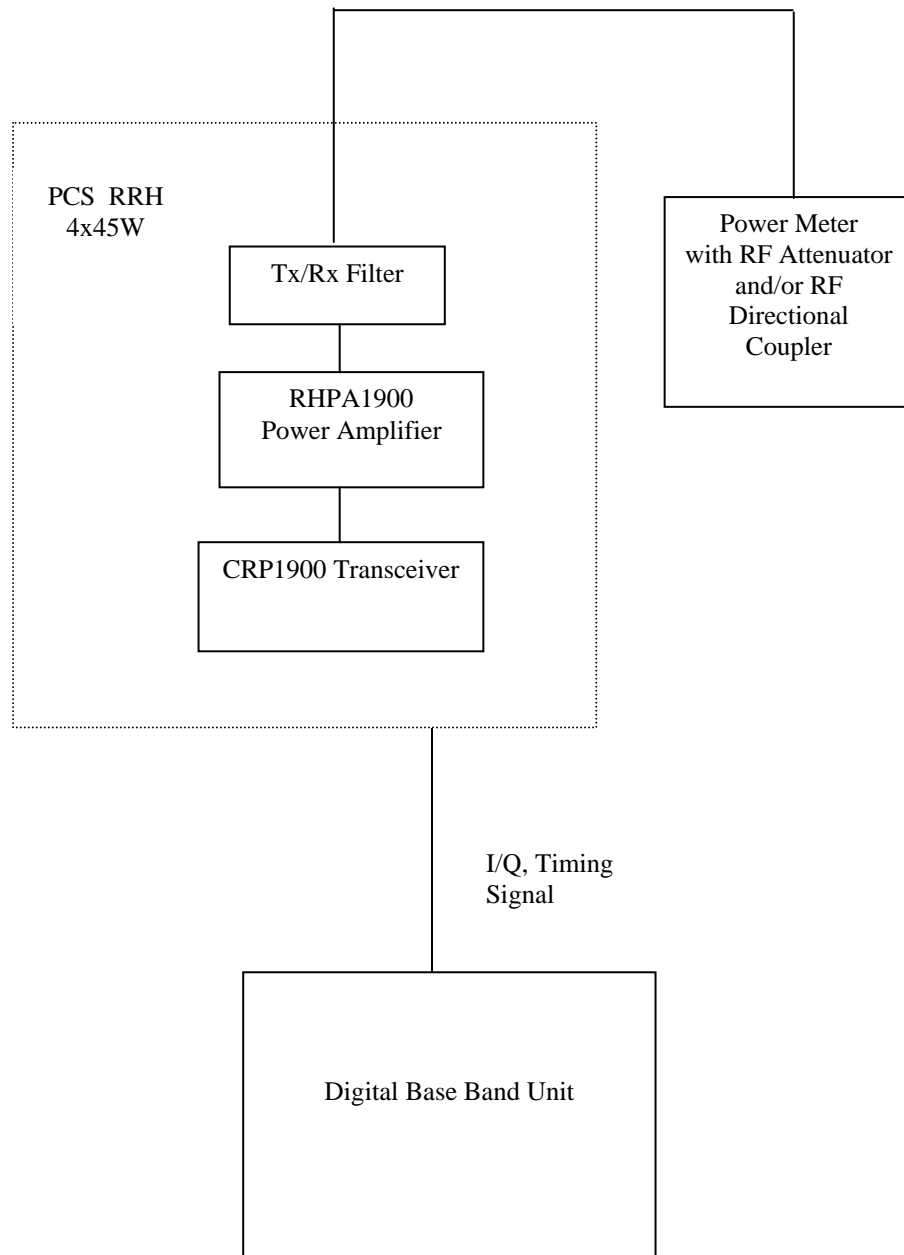 PCS RRH
4x45W
Tx/Rx Filter
RHPA1900
Power Amplifier
CRP1900 Transceiver
Power Meter
with RF Attenuator
and/or RF
Directional
Coupler
I/Q, Timing
Signal
Digital Base Band Unit